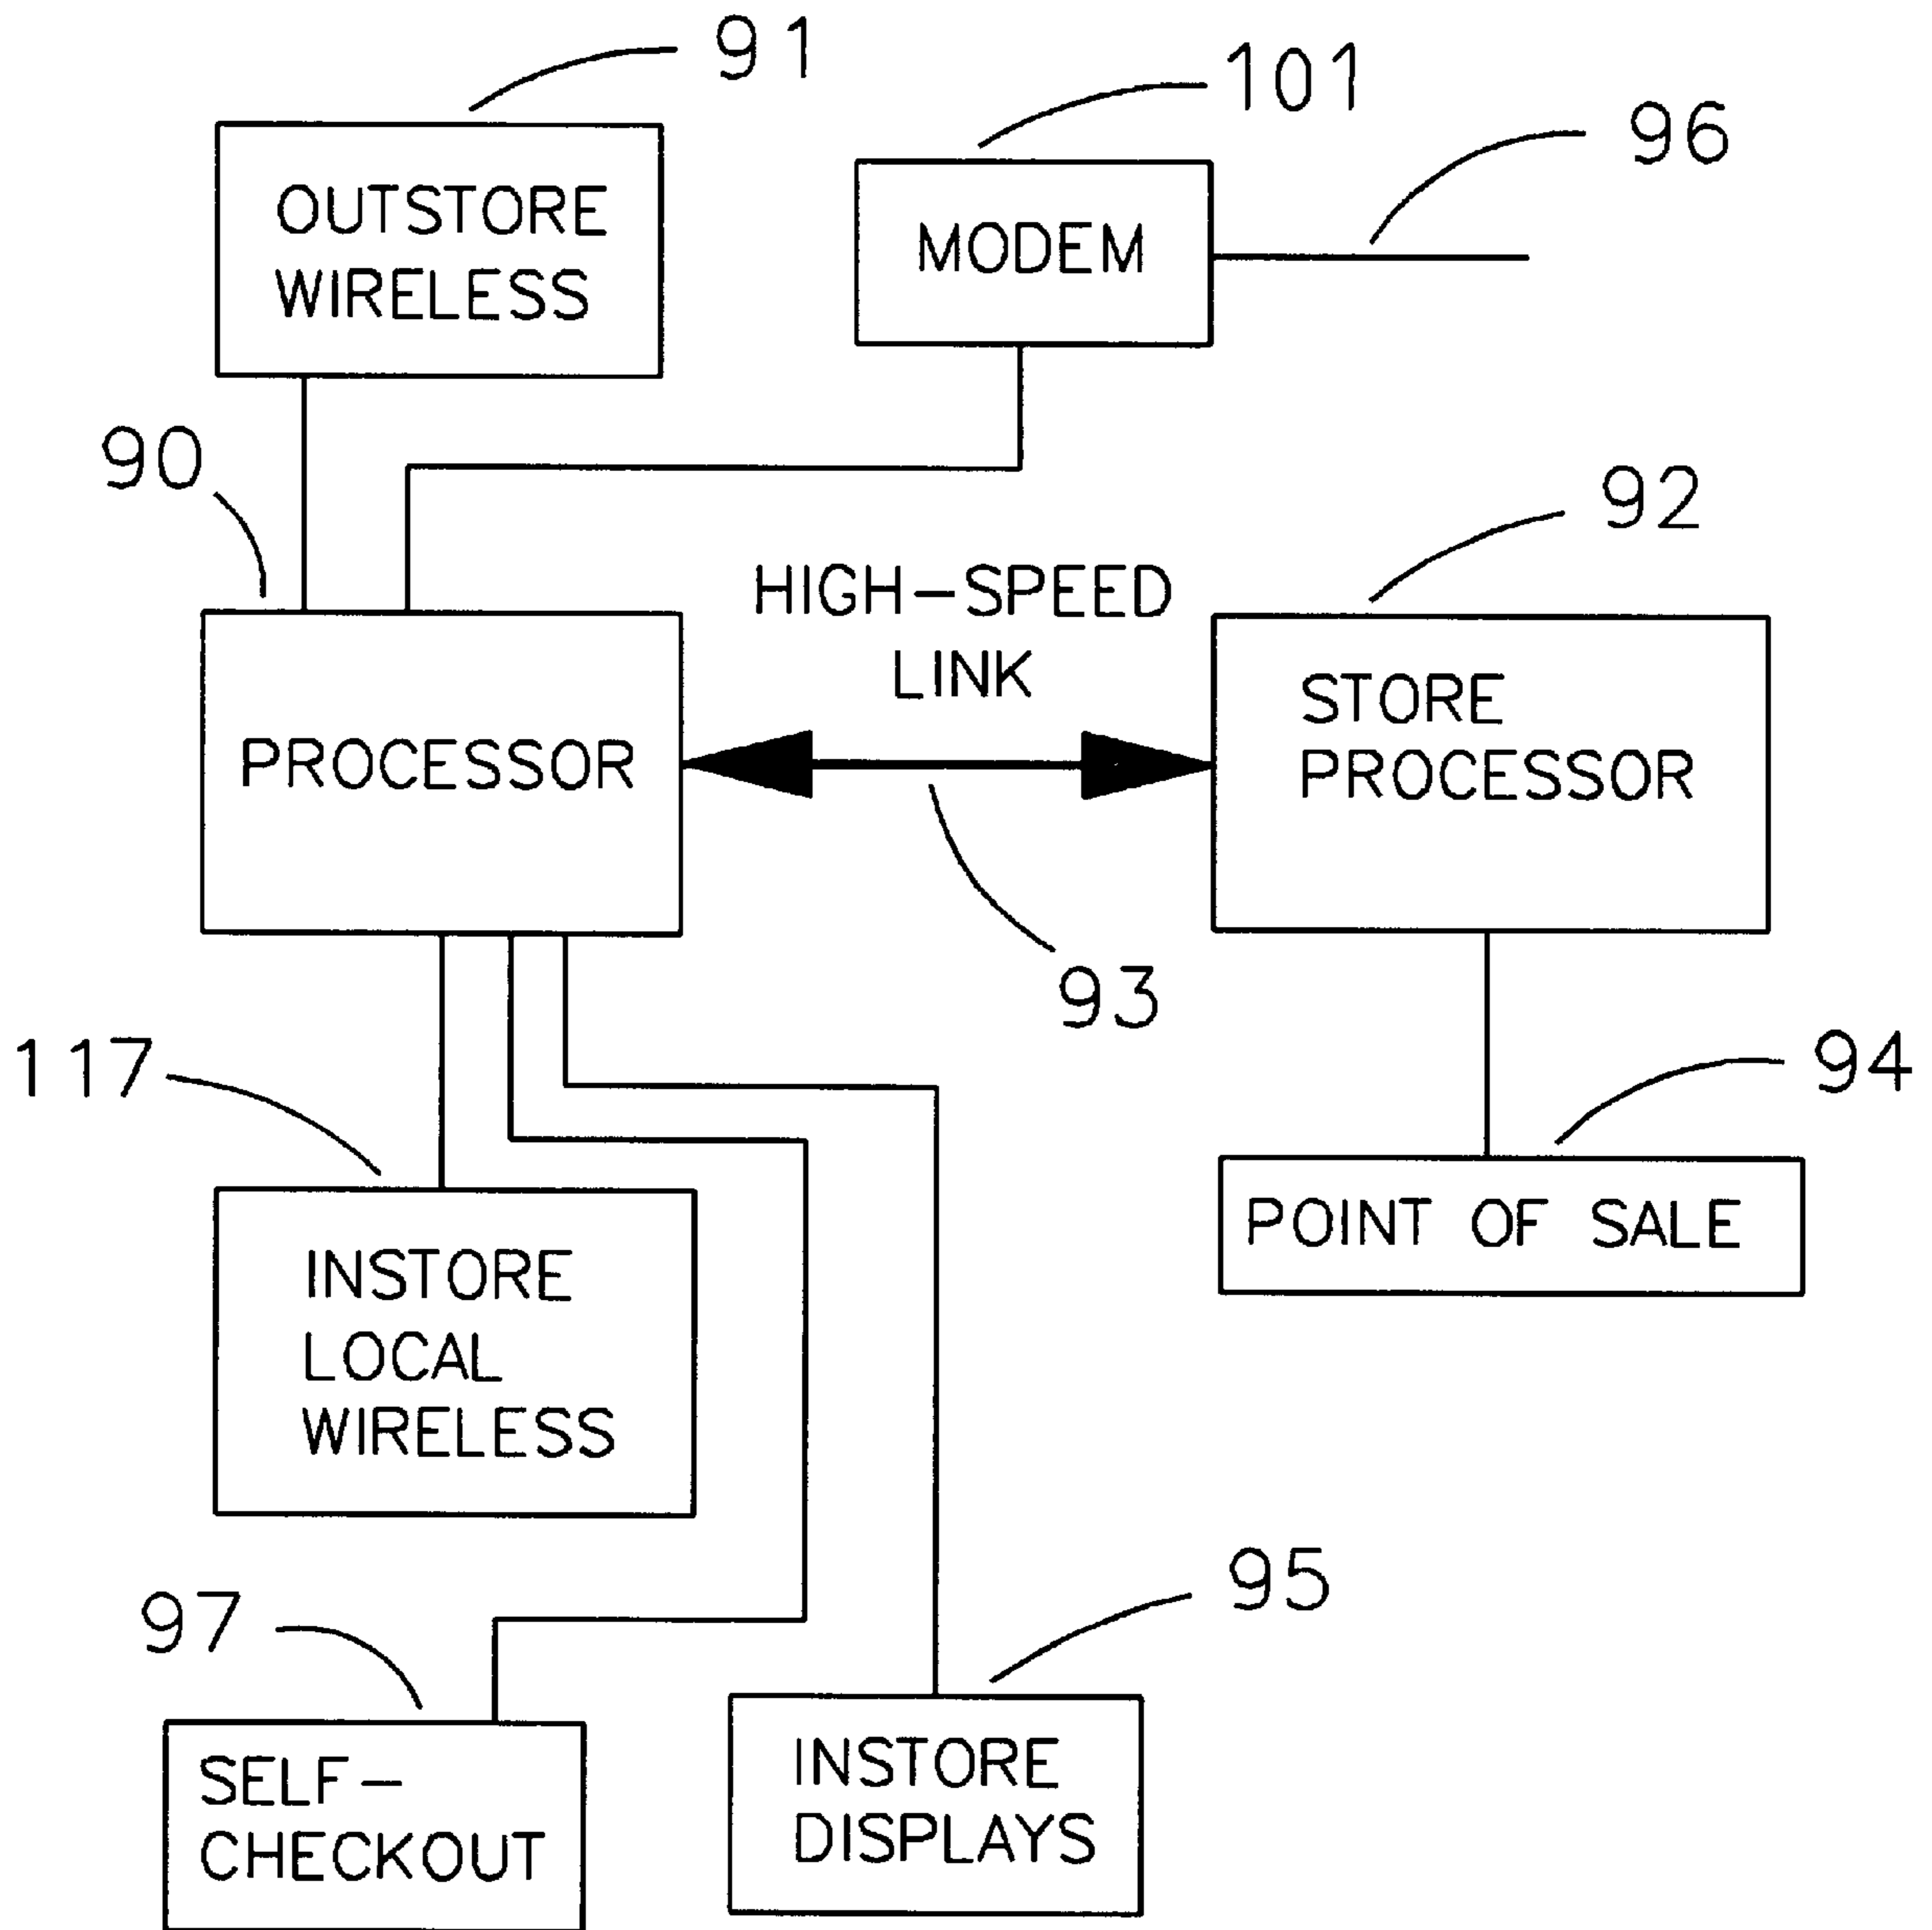 91
101
96
OUTSTORE
WIRELESS
MODEM
90
92
HIGH-SPEED
LINK
PROCESSOR
STORE
PROCESSOR
93
117
94
POINT OF SALE
INSTORE
LOCAL
WIRELESS
95
97
SELF-
CHECKOUT
INSTORE
DISPLAYS